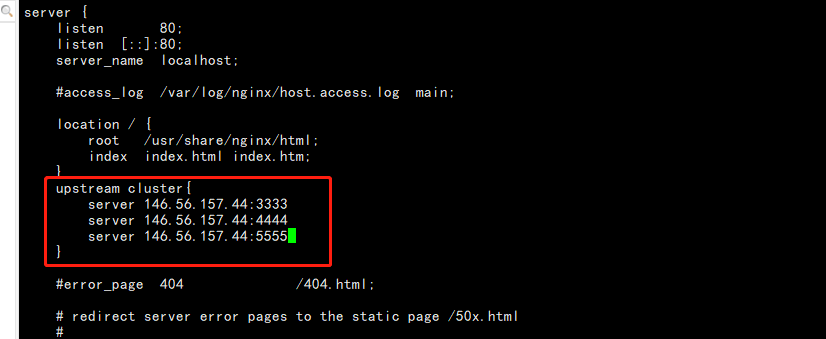 server {
    listen       80;
    listen  [::]:80;
    server_name  localhost;
    #access_log  /var/log/nginx/host.access.log  main;
    location / {
        root   /usr/share/nginx/html;
        index  index.html index.htm;
    }
    upstream cluster{
        server 146.56.157.44:3333
        server 146.56.157.44:4444
        server 146.56.157.44:5555
    }
    #error_page  404              /404.html;
    # redirect server error pages to the static page /50x.html
    #